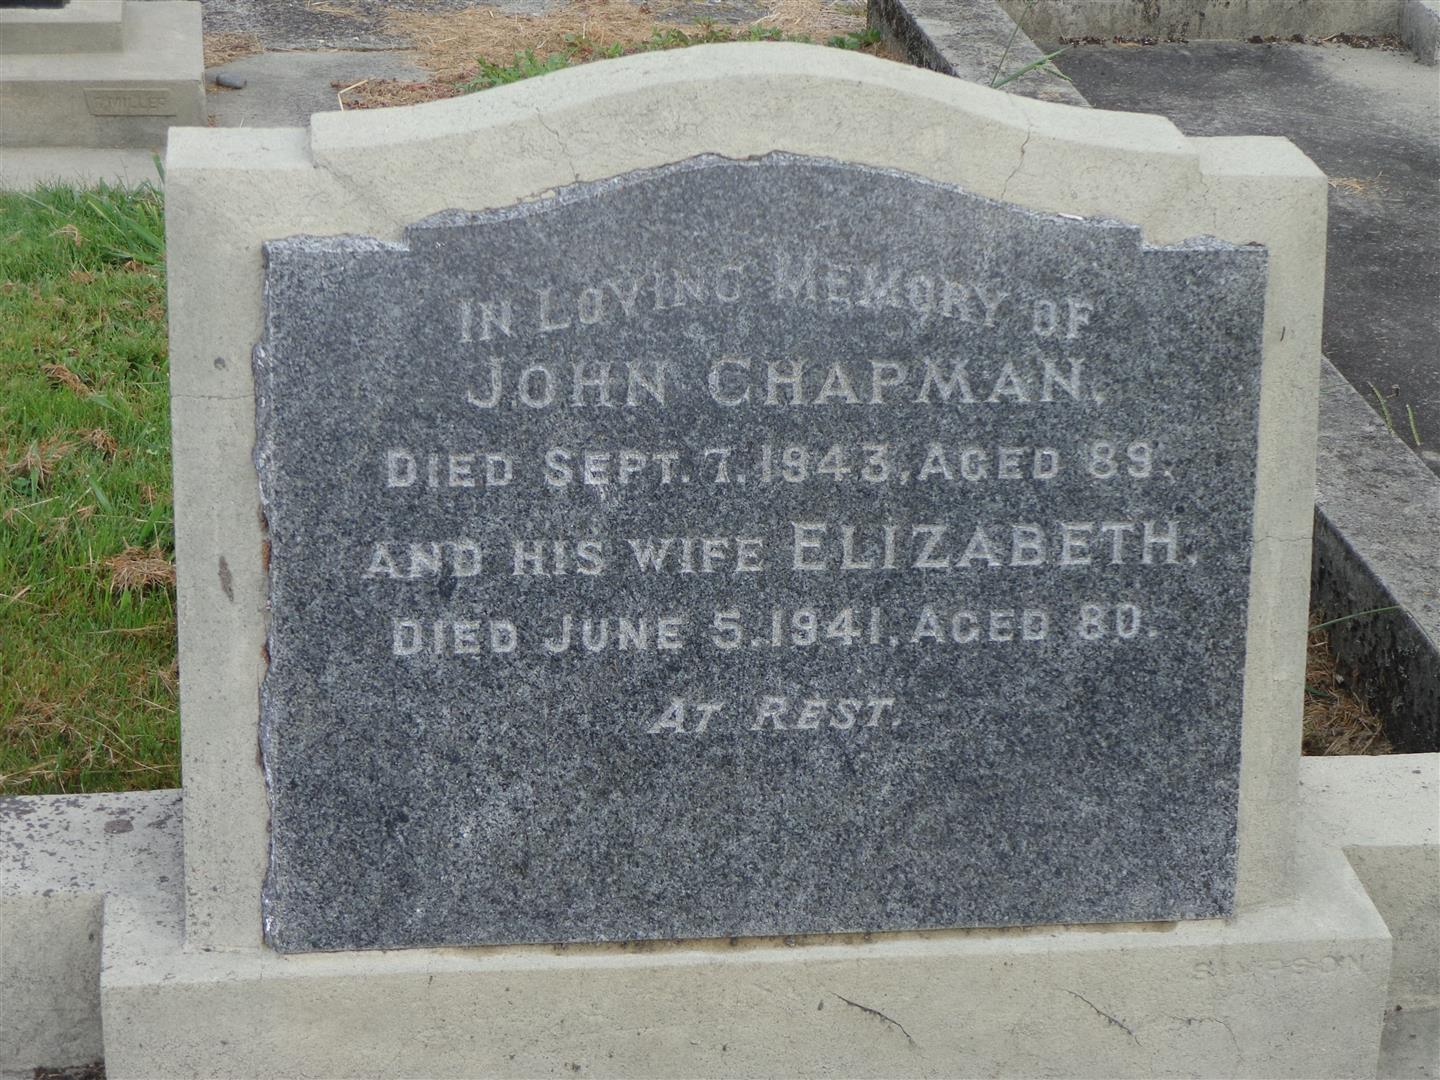 F. MILLER
IN LOVING MEMORY OF
JOHN CHAPMAN.
DIED SEPT. 7. 1943, AGED 89.
AND HIS WIFE ELIZABETH.
DIED JUNE 5. 1941, AGED 80.
AT REST.
SIMPSON